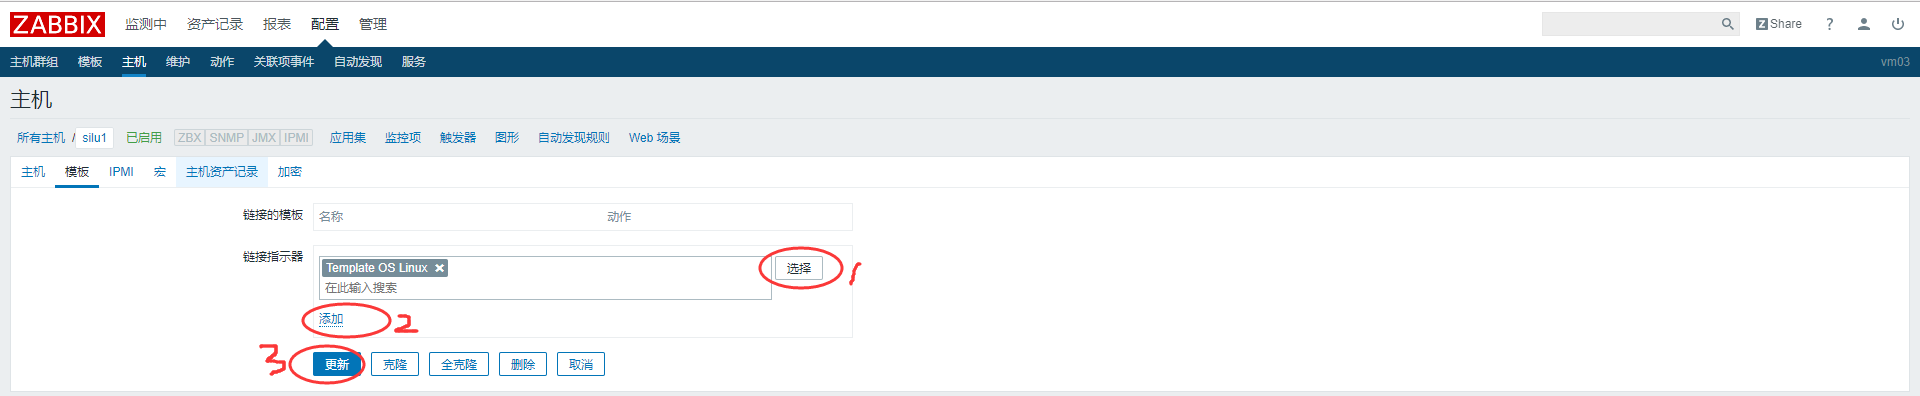 ZABBIX 监测中 资产记录 报表 配置 管理 Z Share ?
主机群组 模板 主机 维护 动作 关联项事件 自动发现 服务 vm03
主机
所有主机 / silu1 已启用 ZBX SNMP JMX IPMI 应用集 监控项 触发器 图形 自动发现规则 Web 场景
主机 模板 IPMI 宏 主机资产记录 加密
链接的模板 名称 动作
链接指示器 Template OS Linux 选择 1
在此输入搜索
添加 2
3 更新 克隆 全克隆 删除 取消